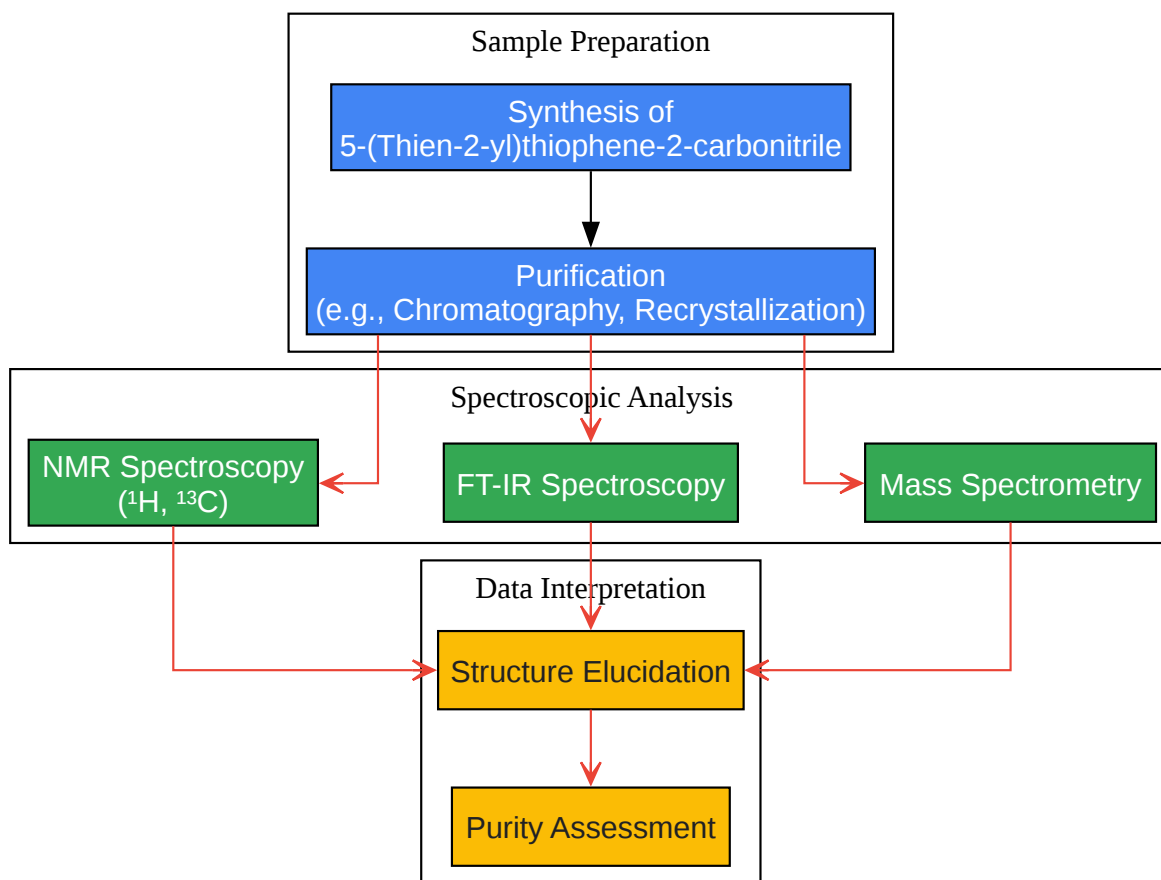 Sample Preparation
Synthesis of
5-(Thien-2-yl)thiophene-2-carbonitrile
Purification
(e.g., Chromatography, Recrystallization)
Spectroscopic Analysis
NMR Spectroscopy
(¹H, ¹³C)
FT-IR Spectroscopy
Mass Spectrometry
Data Interpretation
Structure Elucidation
Purity Assessment